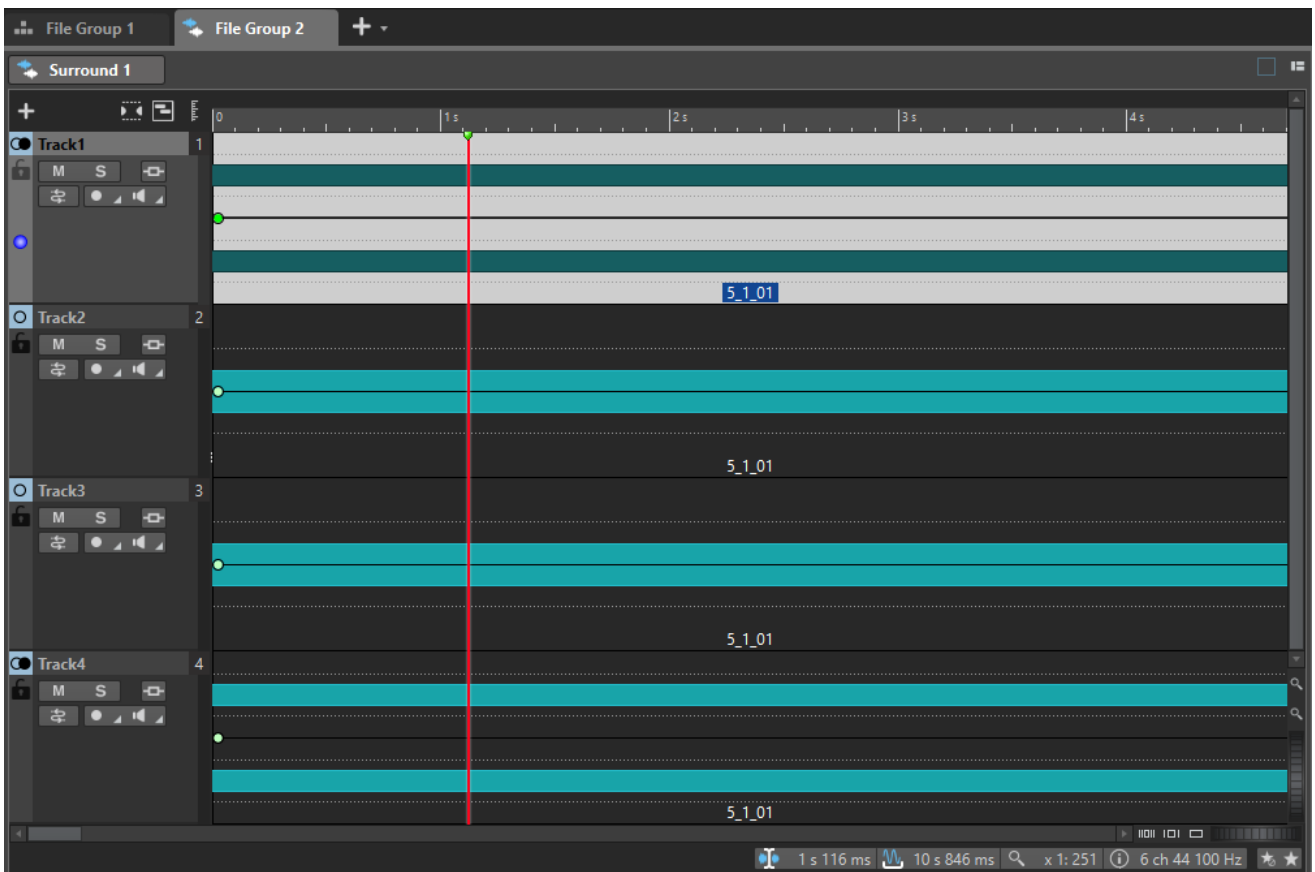 File Group 1 File Group 2
Surround 1
0 1 s 2 s 3 s 4 s
Track1 1
M S
5_1_01
Track2 2
M S
5_1_01
Track3 3
M S
5_1_01
Track4 4
M S
5_1_01
1 s 116 ms 10 s 846 ms x 1: 251 6 ch 44 100 Hz